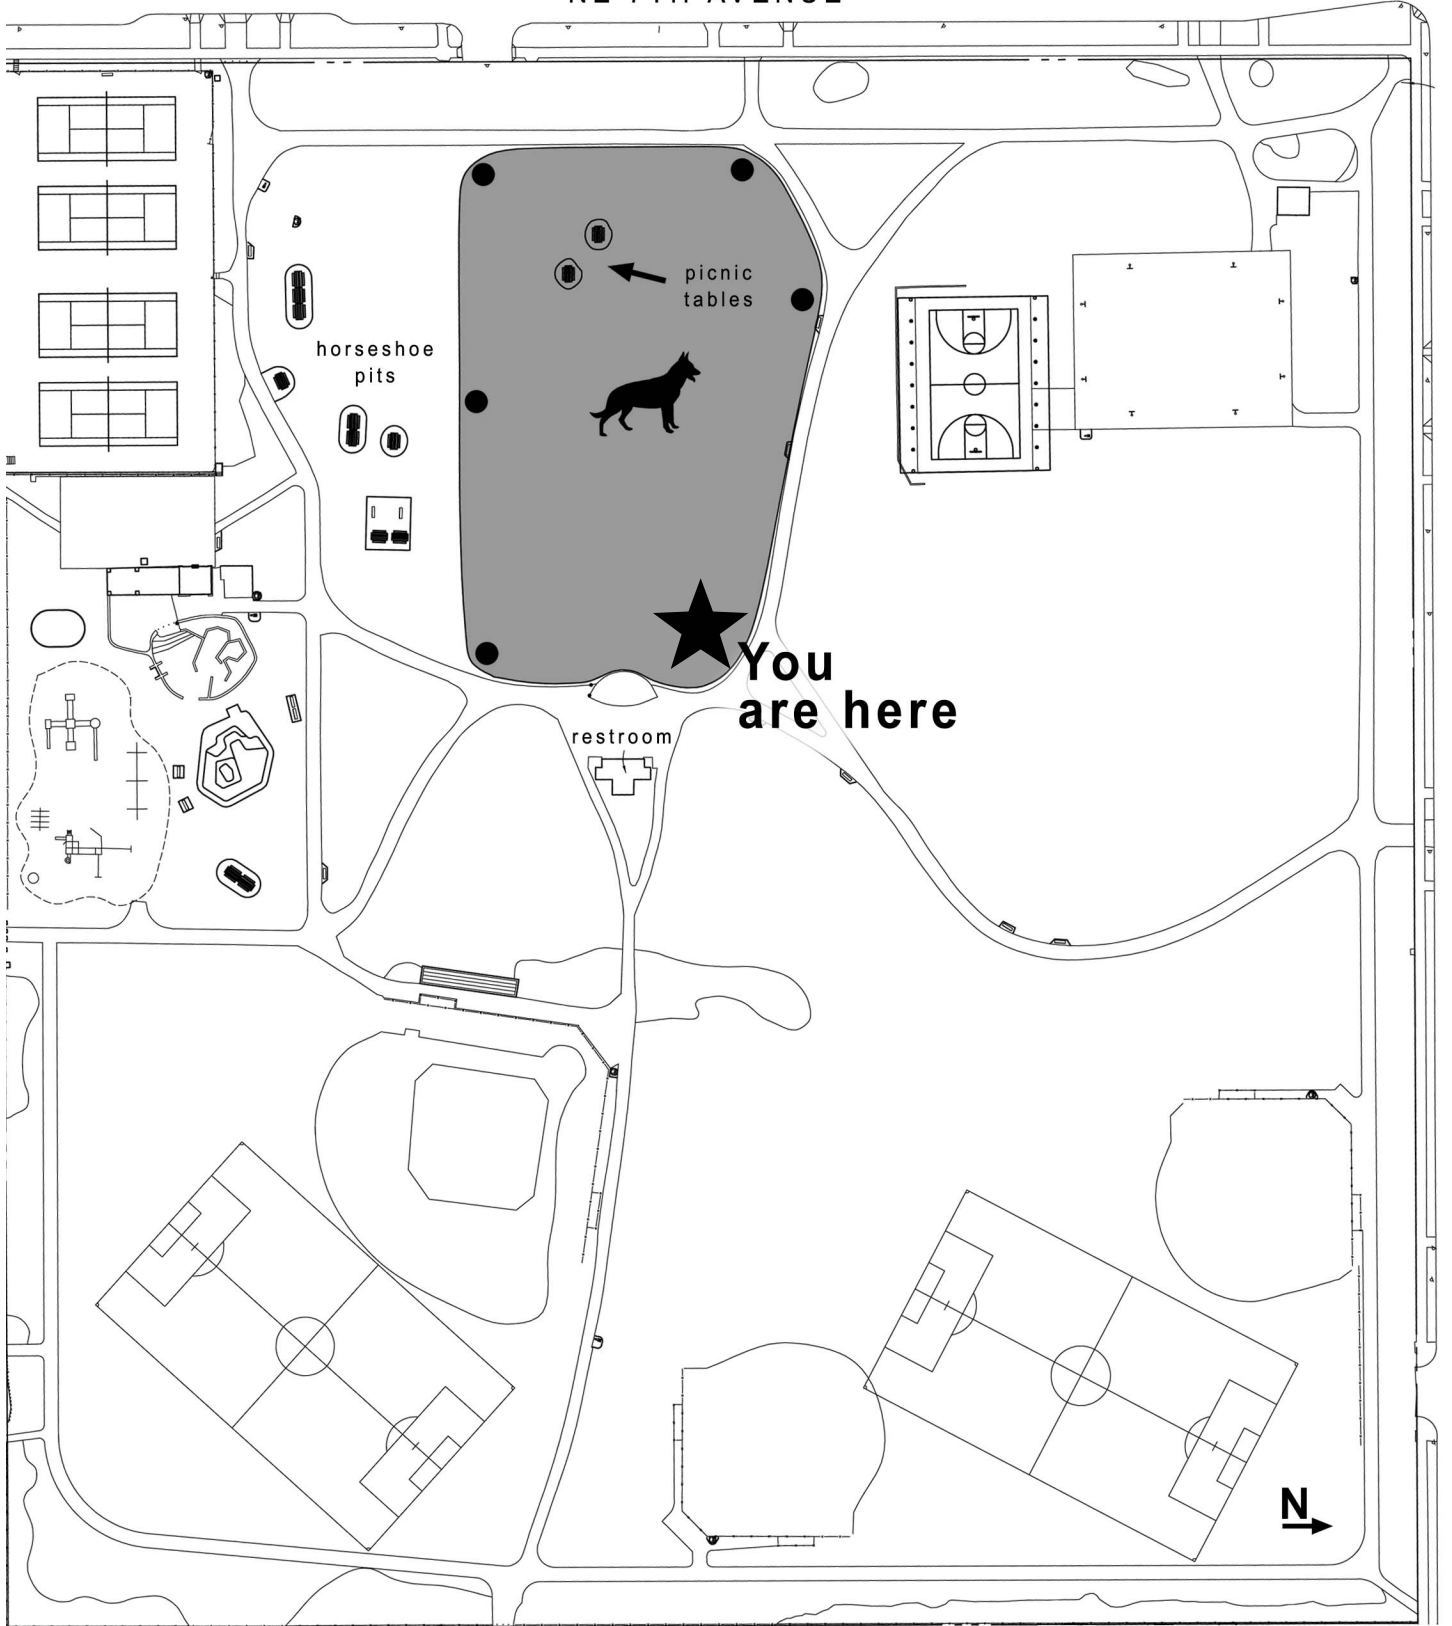 NE 7TH AVENUE
picnic
tables
horseshoe
pits
You
are here
restroom
N